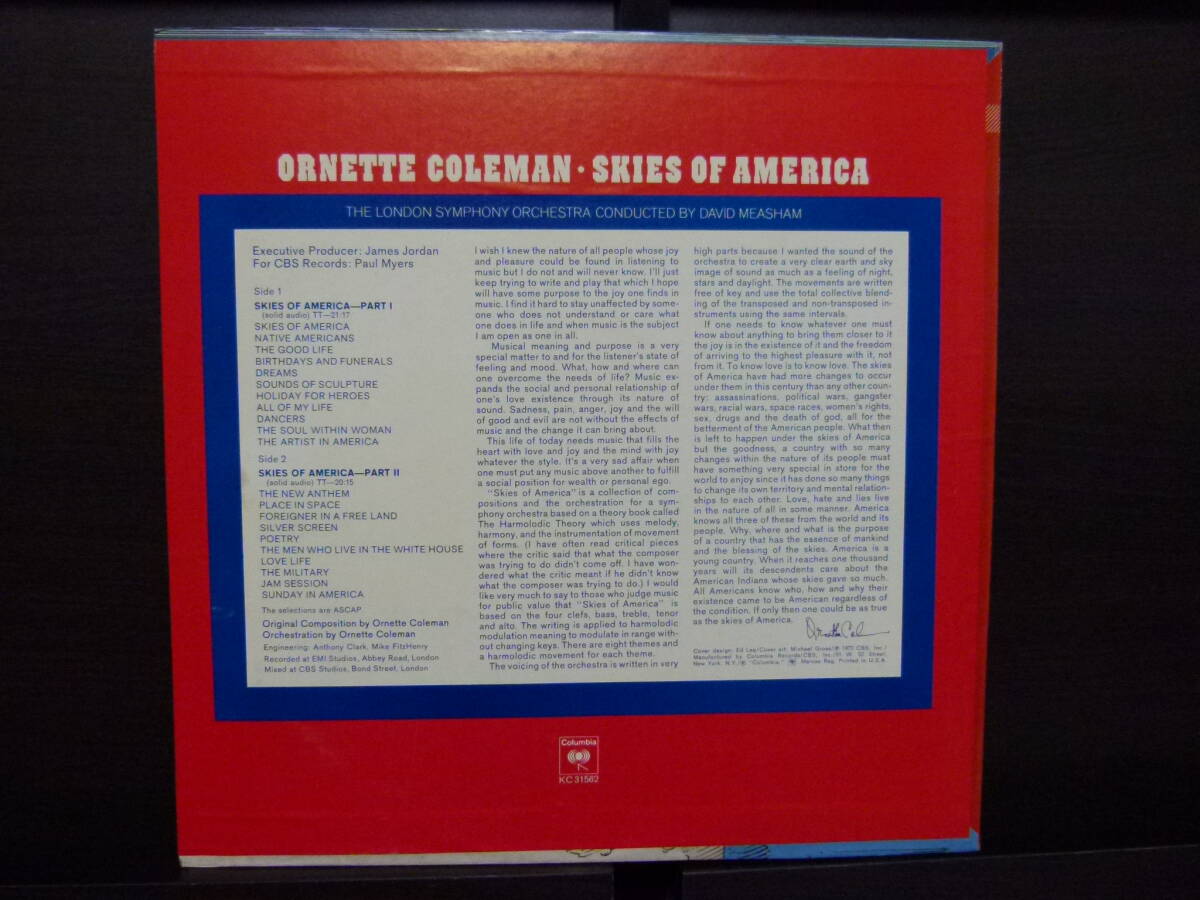 ORNETTE COLEMAN · SKIES OF AMERICA
THE LONDON SYMPHONY ORCHESTRA CONDUCTED BY DAVID MEASHAM
Executive Producer: James Jordan
For CBS Records: Paul Myers
Side 1
SKIES OF AMERICA—PART I
(solid audio) TT—21:17
SKIES OF AMERICA
NATIVE AMERICANS
THE GOOD LIFE
BIRTHDAYS AND FUNERALS
DREAMS
SOUNDS OF SCULPTURE
HOLIDAY FOR HEROES
ALL OF MY LIFE
DANCERS
THE SOUL WITHIN WOMAN
THE ARTIST IN AMERICA
Side 2
SKIES OF AMERICA—PART II
(solid audio) TT—20:15
THE NEW ANTHEM
PLACE IN SPACE
FOREIGNER IN A FREE LAND
SILVER SCREEN
POETRY
THE MEN WHO LIVE IN THE WHITE HOUSE
LOVE LIFE
THE MILITARY
JAM SESSION
SUNDAY IN AMERICA
The selections are ASCAP
Original Composition by Ornette Coleman
Orchestration by Ornette Coleman
Engineering: Anthony Clark, Mike FitzHenry
Recorded at EMI Studios, Abbey Road, London
Mixed at CBS Studios, Bond Street, London
I wish I knew the nature of all people whose joy
and pleasure could be found in listening to
music but I do not and will never know. I'll just
keep trying to write and play that which I hope
will have some purpose to the joy one finds in
music. I find it hard to stay unaffected by some-
one who does not understand or care what
one does in life and when music is the subject
I am open as one in all.
Musical meaning and purpose is a very
special matter to and for the listener's state of
feeling and mood. What, how and where can
one overcome the needs of life? Music ex-
pands the social and personal relationship of
one's love existence through its nature of
sound. Sadness, pain, anger, joy and the will
of good and evil are not without the effects of
music and the change it can bring about.
This life of today needs music that fills the
heart with love and joy and the mind with joy
whatever the style. It's a very sad affair when
one must put any music above another to fulfill
a social position for wealth or personal ego.
"Skies of America" is a collection of com-
positions and the orchestration for a sym-
phony orchestra based on a theory book called
The Harmolodic Theory which uses melody,
harmony, and the instrumentation of movement
of forms. (I have often read critical pieces
where the critic said that what the composer
was trying to do didn't come off. I have won-
dered what the critic meant if he didn't know
what the composer was trying to do.) I would
like very much to say to those who judge music
for public value that "Skies of America" is
based on the four clefs, bass, treble, tenor
and alto. The writing is applied to harmolodic
modulation meaning to modulate in range with-
out changing keys. There are eight themes and
a harmolodic movement for each theme.
The voicing of the orchestra is written in very
high parts because I wanted the sound of the
orchestra to create a very clear earth and sky
image of sound as much as a feeling of night,
stars and daylight. The movements are written
free of key and use the total collective blend-
ing of the transposed and non-transposed in-
struments using the same intervals.
If one needs to know whatever one must
know about anything to bring them closer to it
the joy is in the existence of it and the freedom
of arriving to the highest pleasure with it, not
from it. To know love is to know love. The skies
of America have had more changes to occur
under them in this century than any other coun-
try: assassinations, political wars, gangster
wars, racial wars, space races, women's rights,
sex, drugs and the death of god, all for the
betterment of the American people. What then
is left to happen under the skies of America
but the goodness, a country with so many
changes within the nature of its people must
have something very special in store for the
world to enjoy since it has done so many things
to change its own territory and mental relation-
ships to each other. Love, hate and lies live
in the nature of all in some manner. America
knows all three of these from the world and its
people. Why, where and what is the purpose
of a country that has the essence of mankind
and the blessing of the skies. America is a
young country. When it reaches one thousand
years will its descendents care about the
American Indians whose skies gave so much.
All Americans know who, how and why their
existence came to be American regardless of
the condition. If only then one could be as true
as the skies of America.
Cover design: Ed Lee/Cover art: Michael Gross/℗ 1972 CBS, Inc./
Manufactured by Columbia Records/CBS, Inc./51 W. 52 Street,
New York, N.Y./® "Columbia," Marcas Reg. Printed in U.S.A.
Columbia
KC 31562